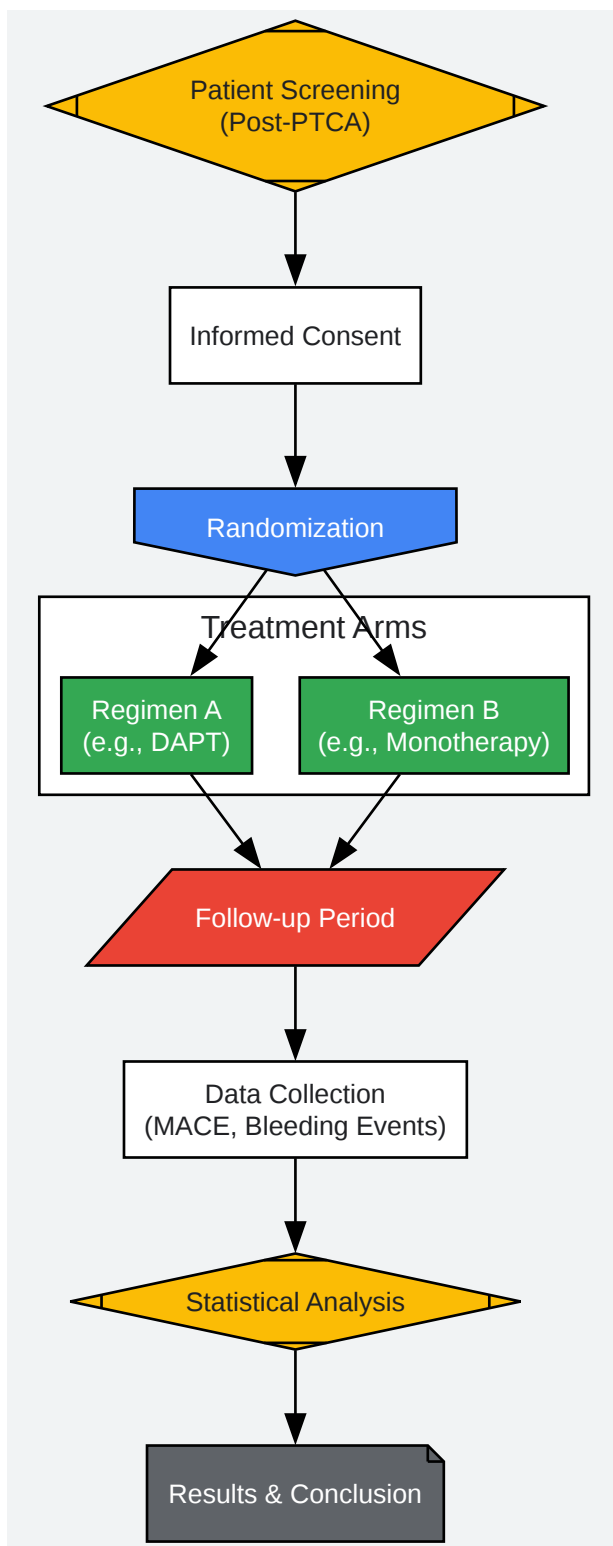 Patient Screening
(Post-PTCA)
Informed Consent
Randomization
Treatment Arms
Regimen A
(e.g., DAPT)
Regimen B
(e.g., Monotherapy)
Follow-up Period
Data Collection
(MACE, Bleeding Events)
Statistical Analysis
Results & Conclusion